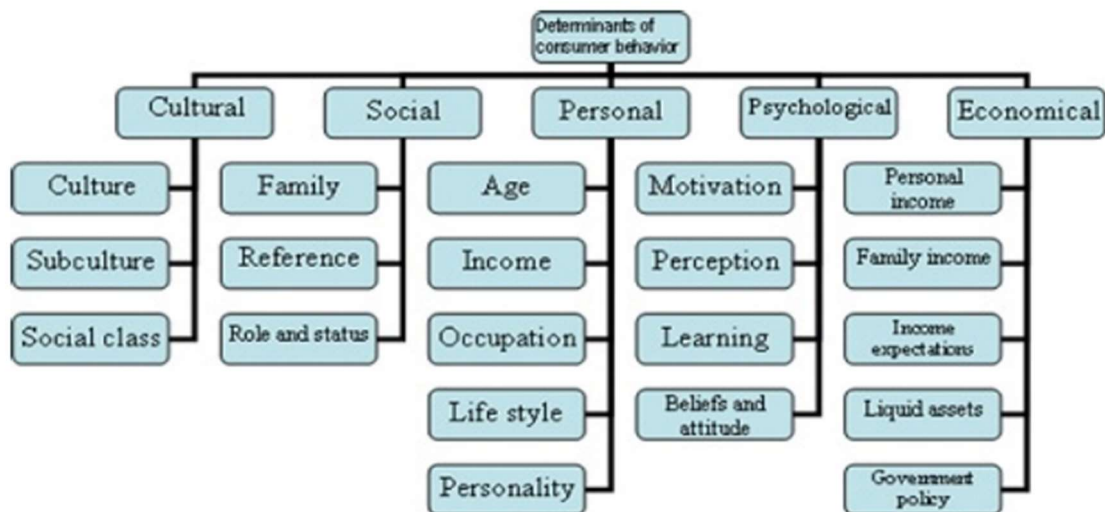 Determinants of
consumer behavior
Cultural
Social
Personal
Psychological
Economical
Culture
Subculture
Social class
Family
Reference
Role and status
Age
Income
Occupation
Life style
Personality
Motivation
Perception
Learning
Beliefs and
attitude
Personal
income
Family income
Income
expectations
Liquid assets
Government
policy